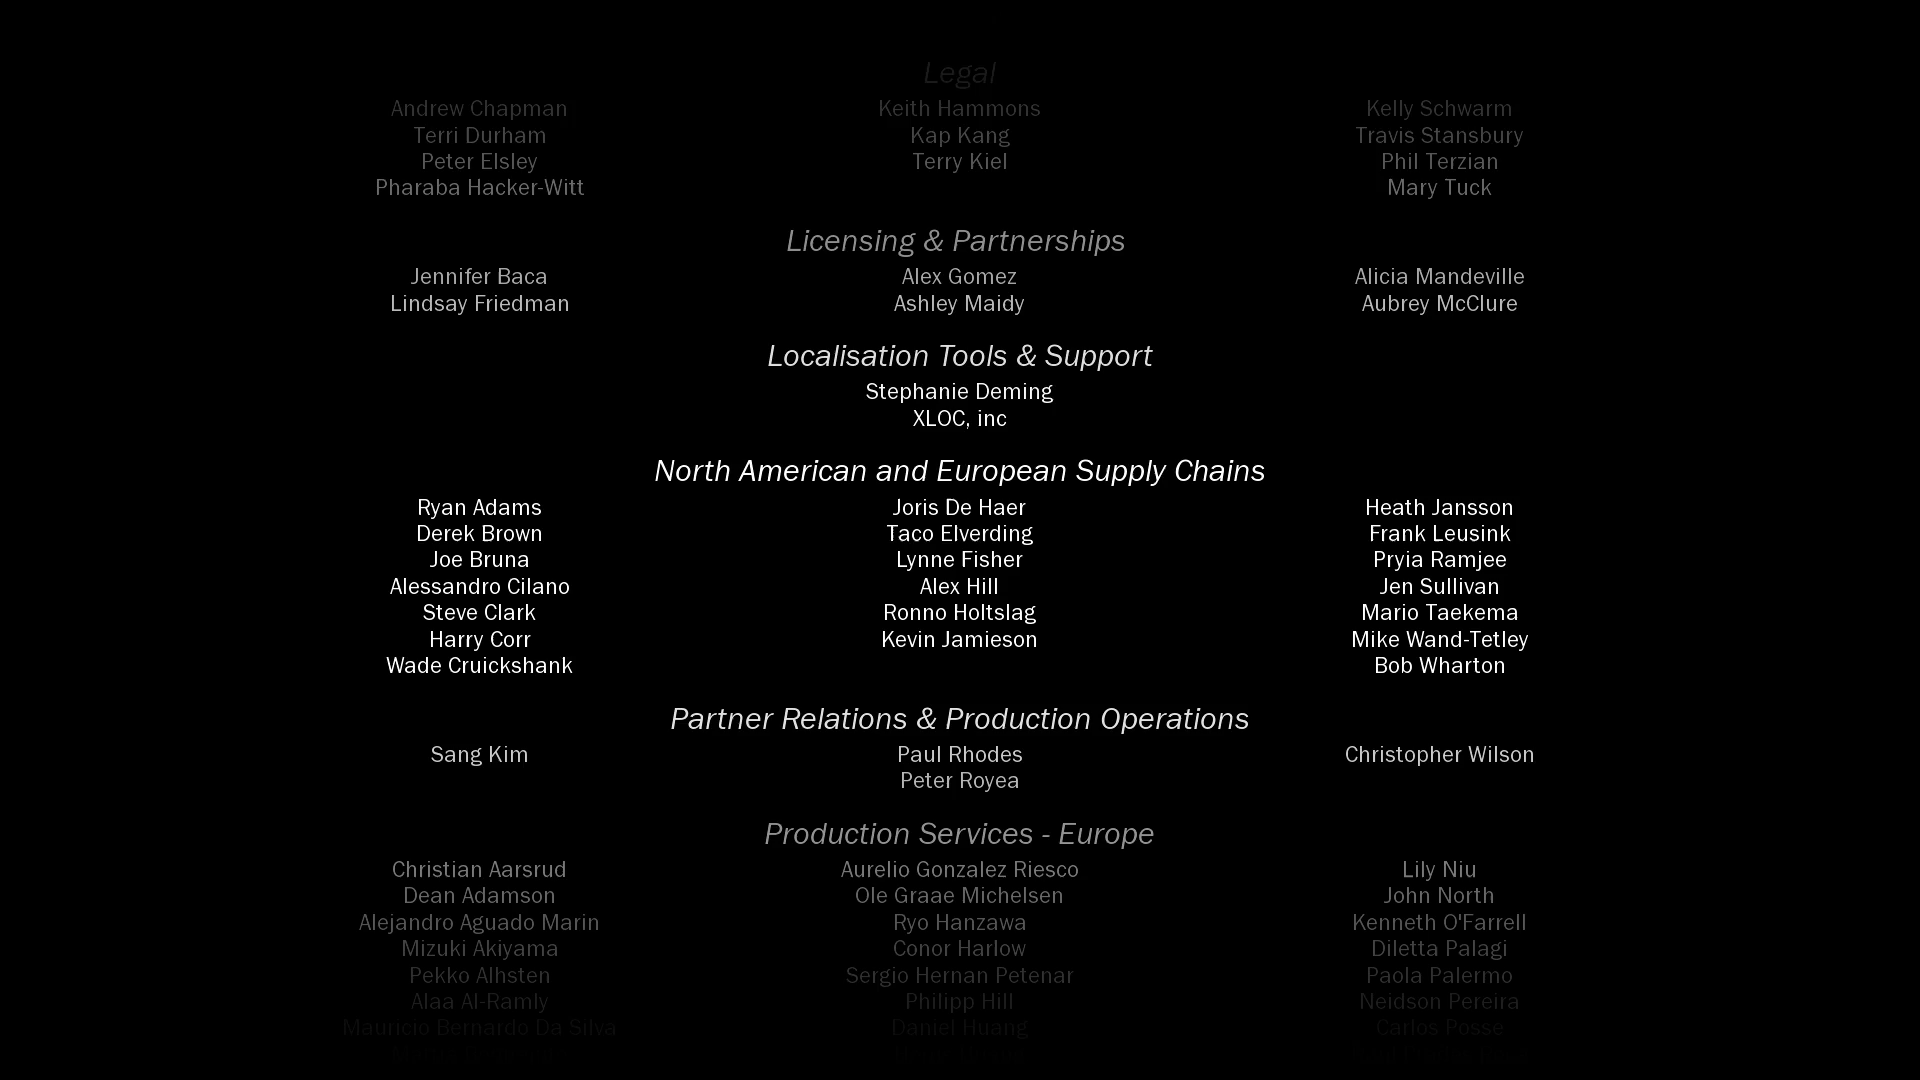 Legal
Andrew Chapman
Terri Durham
Peter Elsley
Pharaba Hacker-Witt
Keith Hammons
Kap Kang
Terry Kiel
Kelly Schwarm
Travis Stansbury
Phil Terzian
Mary Tuck
Licensing & Partnerships
Jennifer Baca
Lindsay Friedman
Alex Gomez
Ashley Maidy
Alicia Mandeville
Aubrey McClure
Localisation Tools & Support
Stephanie Deming
XLOC, inc
North American and European Supply Chains
Ryan Adams
Derek Brown
Joe Bruna
Alessandro Cilano
Steve Clark
Harry Corr
Wade Cruickshank
Joris De Haer
Taco Elverding
Lynne Fisher
Alex Hill
Ronno Holtslag
Kevin Jamieson
Heath Jansson
Frank Leusink
Pryia Ramjee
Jen Sullivan
Mario Taekema
Mike Wand-Tetley
Bob Wharton
Partner Relations & Production Operations
Sang Kim
Paul Rhodes
Peter Royea
Christopher Wilson
Production Services - Europe
Christian Aarsrud
Dean Adamson
Alejandro Aguado Marin
Mizuki Akiyama
Pekko Alhsten
Alaa Al-Ramly
Mauricio Bernardo Da Silva
Aurelio Gonzalez Riesco
Ole Graae Michelsen
Ryo Hanzawa
Conor Harlow
Sergio Hernan Petenar
Philipp Hill
Daniel Huang
Lily Niu
John North
Kenneth O'Farrell
Diletta Palagi
Paola Palermo
Neidson Pereira
Carlos Posse